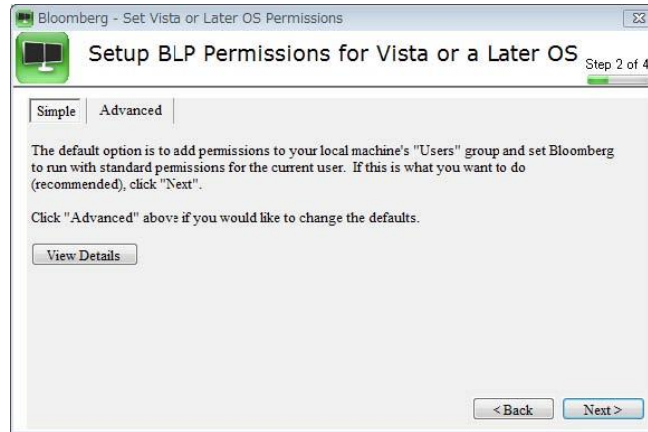 Bloomberg - Set Vista or Later OS Permissions
Setup BLP Permissions for Vista or a Later OS
Step 2 of 4
Simple
Advanced
The default option is to add permissions to your local machine's "Users" group and set Bloomberg
to run with standard permissions for the current user. If this is what you want to do
(recommended), click "Next".
Click "Advanced" above if you would like to change the defaults.
View Details
< Back
Next >